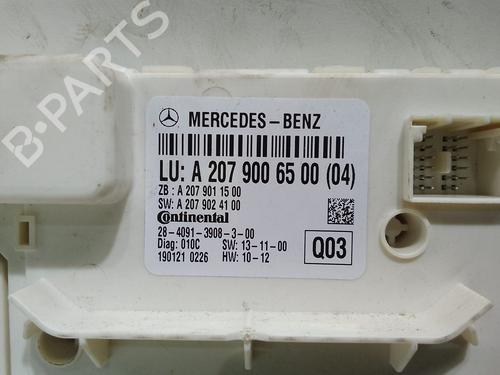 B-PARTS
MERCEDES-BENZ
LU: A 207 900 65 00 (04)
ZB : A 207 901 15 00
SW: A 207 902 41 00
Continental
28-4091-3908-3-00
Diag: 010C SW: 13-11-00
190121 0226 HW: 10-12
Q03